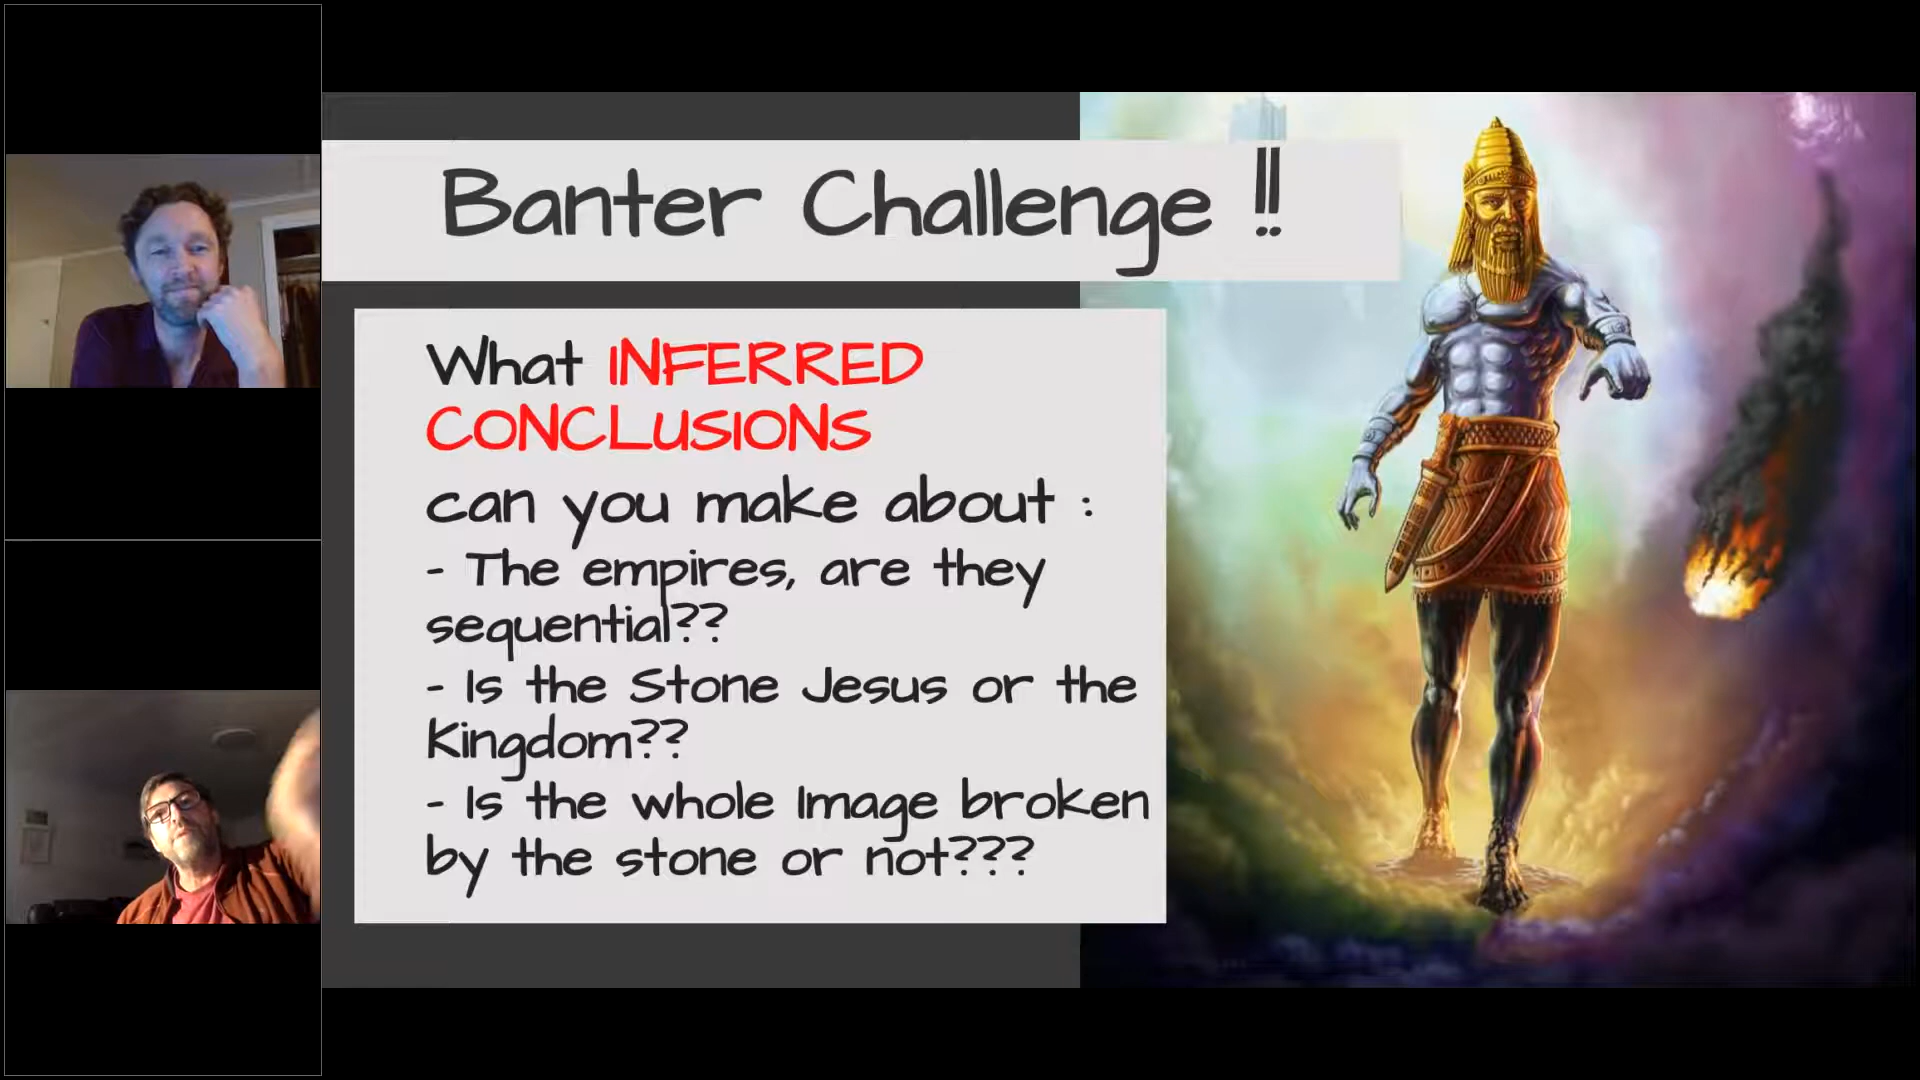 Banter Challenge !!
What INFERRED
CONCLUSIONS
can you make about :
- The empires, are they
sequential??
- Is the Stone Jesus or the
Kingdom??
- Is the whole Image broken
by the stone or not???